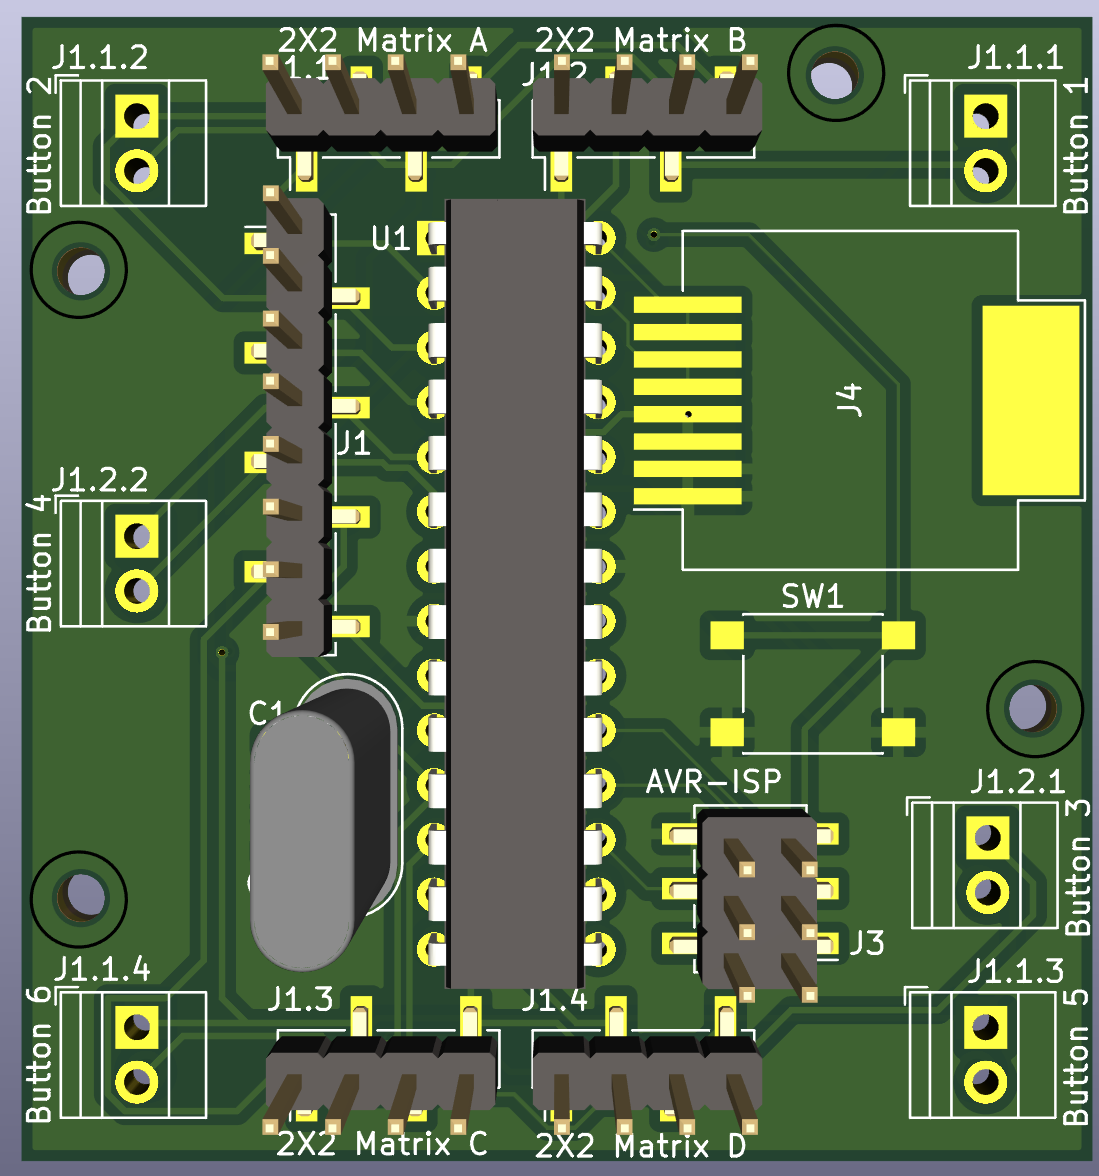 2X2 Matrix A
2X2 Matrix B
J1.1.2
J1.2
J1.1.1
Button 2
Button 1
U1
J4
J1
J1.2.2
Button 4
SW1
C1
AVR-ISP
J1.2.1
Button 3
J3
J1.1.4
J1.3
J1.4
J1.1.3
Button 6
Button 5
2X2 Matrix C
2X2 Matrix D